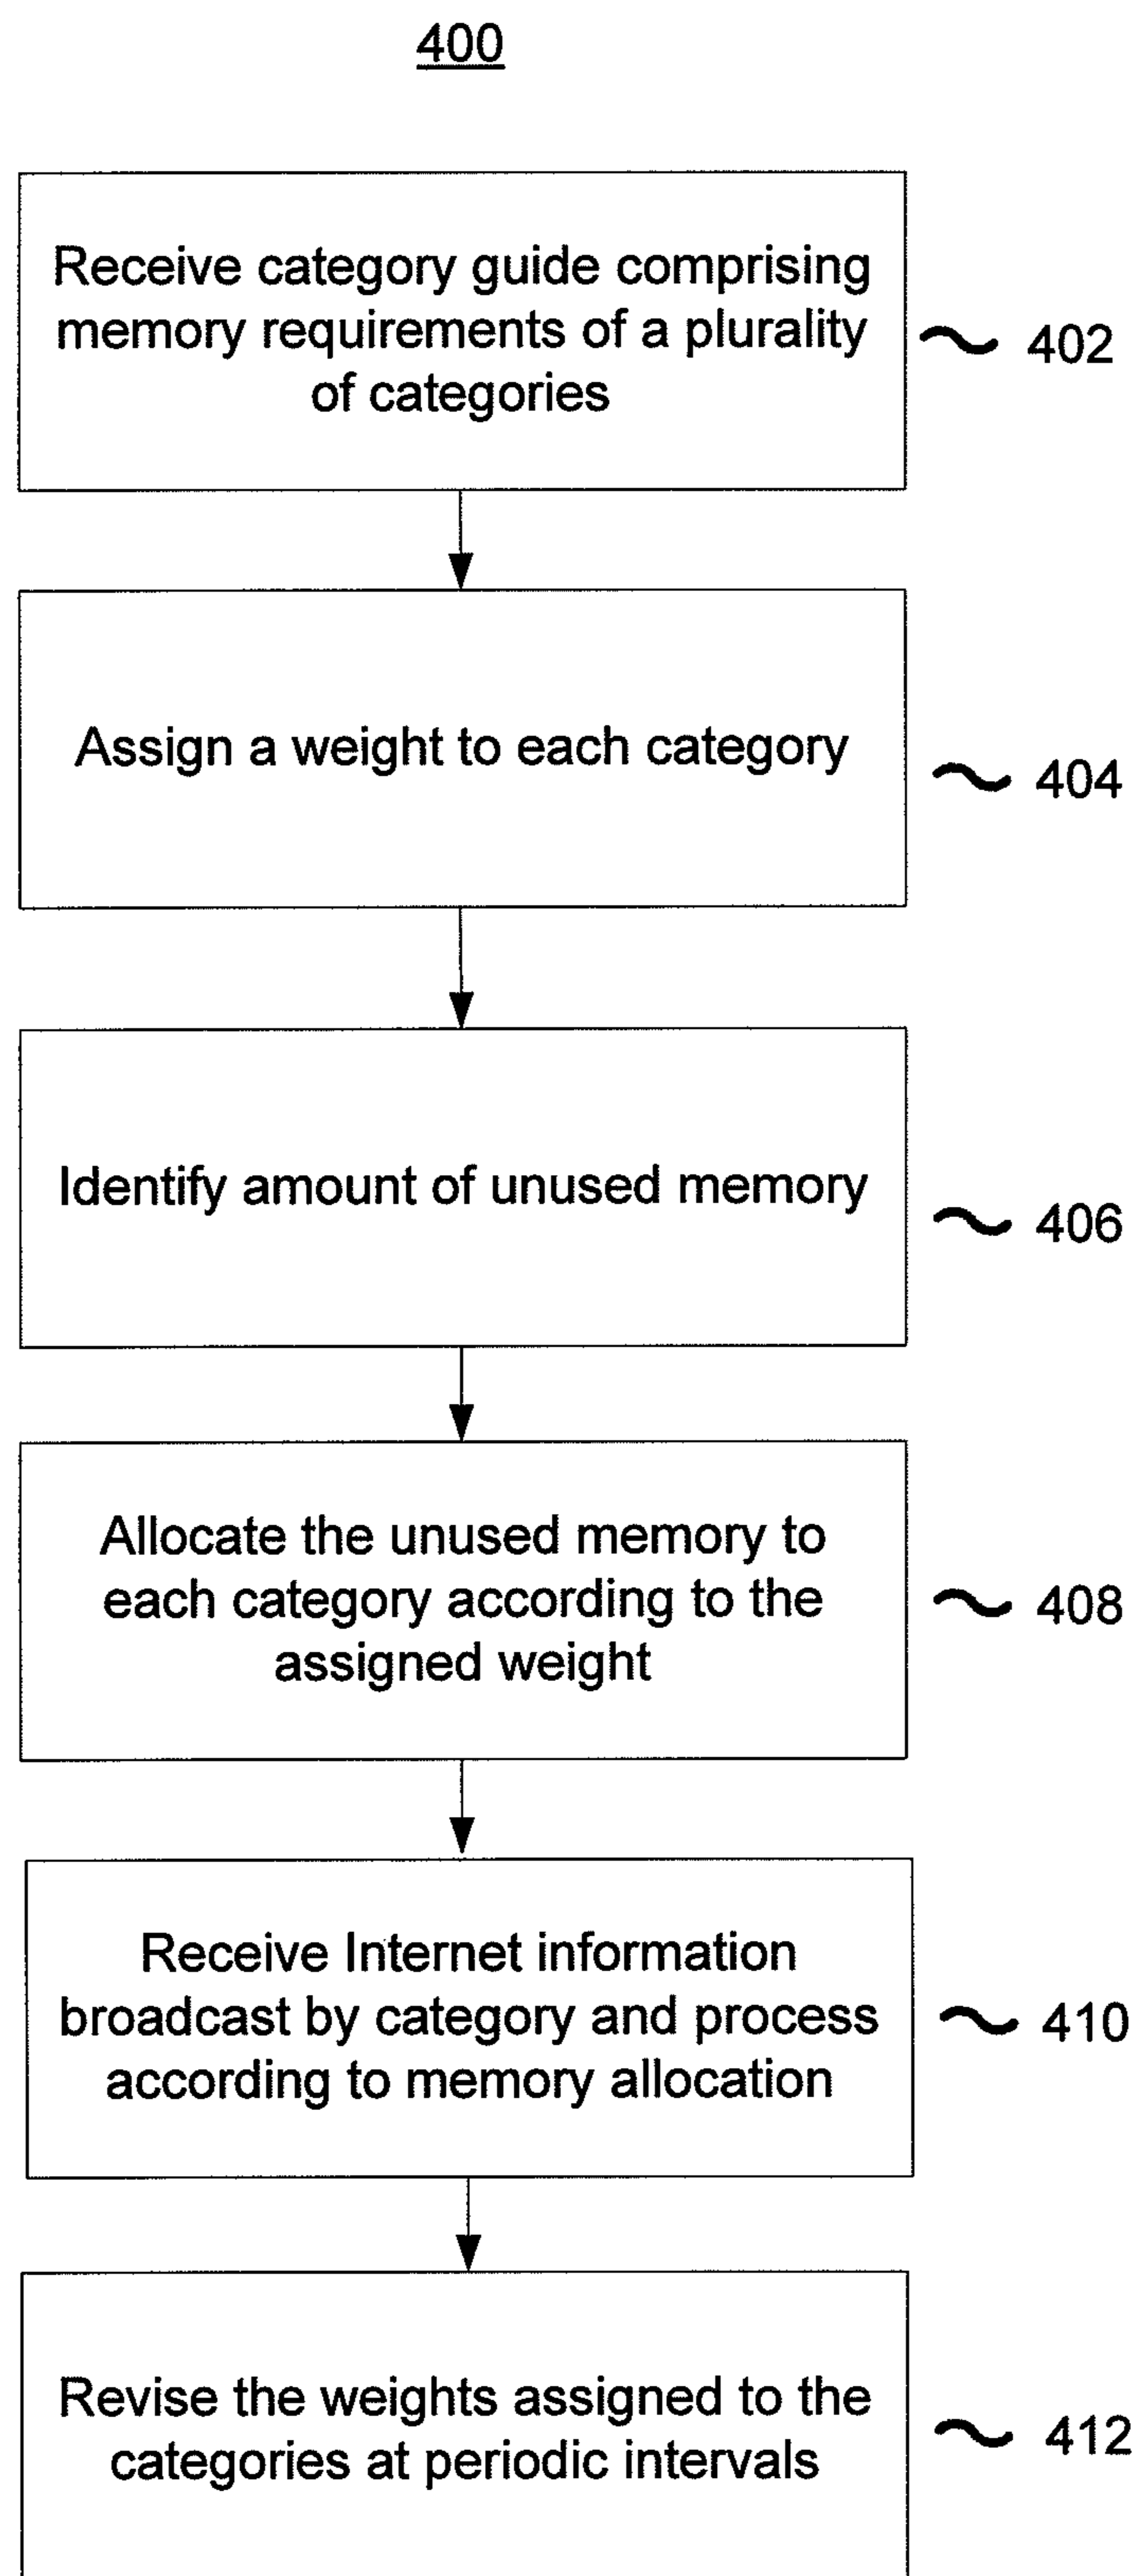 400
Receive category guide comprising
memory requirements of a plurality
of categories
402
Assign a weight to each category
404
Identify amount of unused memory
406
Allocate the unused memory to
each category according to the
assigned weight
408
Receive Internet information
broadcast by category and process
according to memory allocation
410
Revise the weights assigned to the
categories at periodic intervals
412